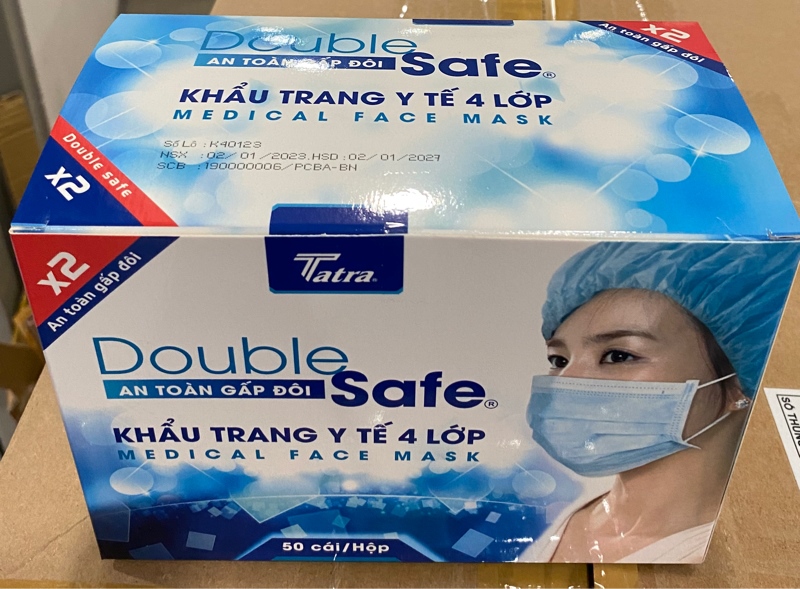 Double
AN TOÀN GẤP ĐÔI
Safe®
x2
An toàn gấp đôi
KHẨU TRANG Y TẾ 4 LỚP
MEDICAL FACE MASK
Số Lô : K40123
NSX : 02/ 01 /2023.HSD : 02/ 01/2027
SCB : 190000006/PCBA-BN
Double safe
x2
x2
An toàn gấp đôi
Tatra®
Double
AN TOÀN GẤP ĐÔI
Safe®
KHẨU TRANG Y TẾ 4 LỚP
MEDICAL FACE MASK
50 cái/Hộp
SỐ THÙNG